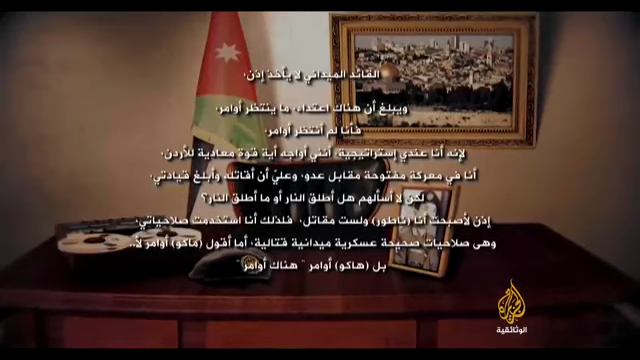 القائد الميداني لا يأخذ إذن.
ويبلغ أن هناك اعتداء، ما ينتظر أوامر.
فأنا لم أنتظر أوامر.
لإنه أنا عندي إستراتيجية، أنني أواجه أية قوة معادية للأردن.
أنا في معركة مفتوحة مقابل عدو، وعليّ أن أقاتله، وأبلغ قيادتي.
لكن لا أسألهم هل أطلق النار أو ما أطلق النار؟
إذن لأصبحت أنا (ناطور) ولست مقاتل، فلذلك أنا استخدمت صلاحياتي.
وهى صلاحيات صحيحة عسكرية ميدانية قتالية، أما أقول (ماكو) أوامر لأ..
بل (هاكو) أوامر " هناك أوامر"
الجزيرة
الوثائقية